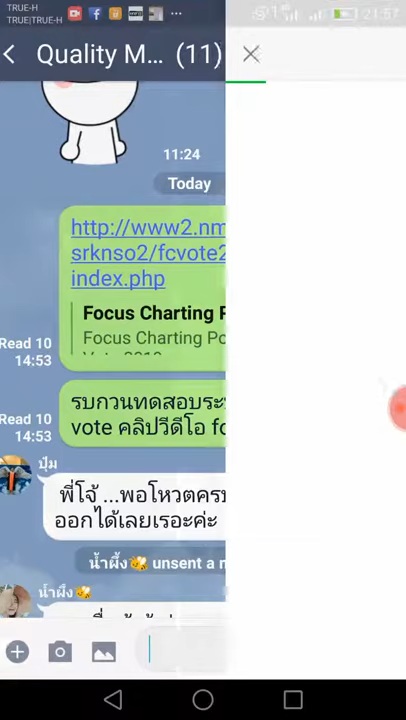 TRUE-H
TRUE|TRUE-H
21:57
Quality M... (11)
11:24
Today
http://www2.nm
srknso2/fcvote2
index.php
Focus Charting P
Focus Charting Po
Read 10
14:53
รบกวนทดสอบระ
vote คลิปวีดีโอ fo
Read 10
14:53
ปุ้ม
พี่โจ้ ...พอโหวตครบ
ออกได้เลยเรอะค่ะ
น้ำผึ้ง unsent a m
น้ำผึ้ง